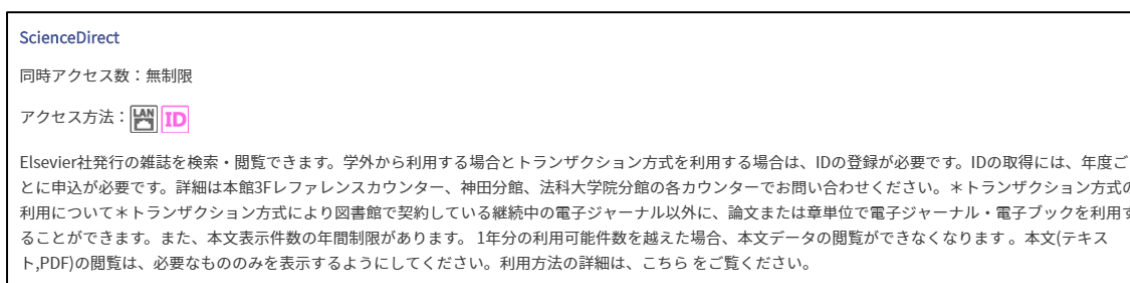 ScienceDirect
同時アクセス数：無制限
アクセス方法：LAN ID
Elsevier社発行の雑誌を検索・閲覧できます。学外から利用する場合とトランザクション方式を利用する場合は、IDの登録が必要です。IDの取得には、年度ご
とに申込が必要です。詳細は本館3Fレファレンスカウンター、神田分館、法科大学院分館の各カウンターでお問い合わせください。＊トランザクション方式の
利用について＊トランザクション方式により図書館で契約している継続中の電子ジャーナル以外に、論文または章単位で電子ジャーナル・電子ブックを利用す
ることができます。また、本文表示件数の年間制限があります。 1年分の利用可能件数を越えた場合、本文データの閲覧ができなくなります 。本文(テキス
ト,PDF)の閲覧は、必要なもののみを表示するようにしてください。利用方法の詳細は、こちら をご覧ください。